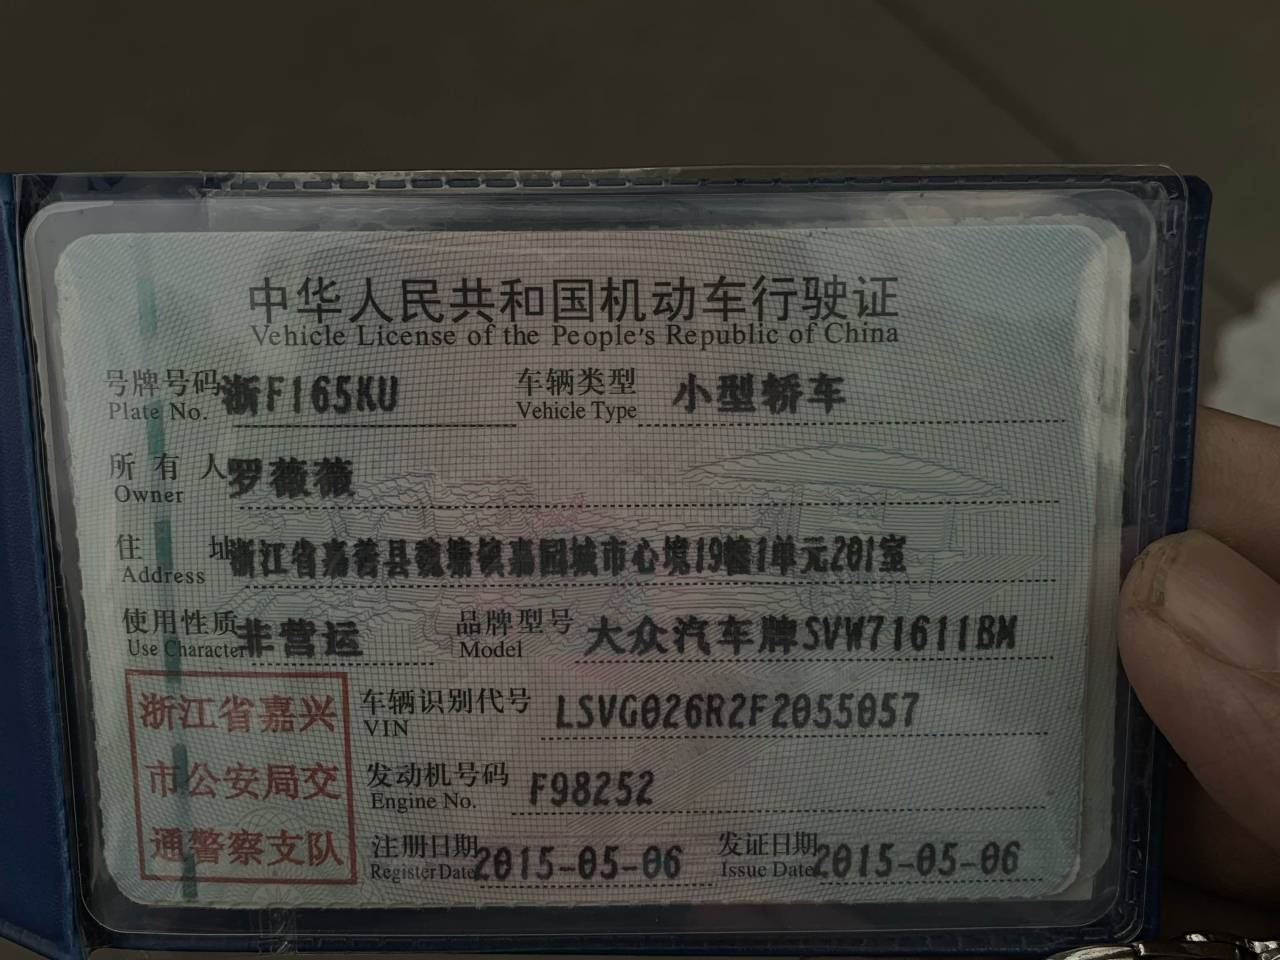 中华人民共和国机动车行驶证
Vehicle License of the People's Republic of China
号牌号码 浙F165KU 车辆类型 小型轿车
Plate No. Vehicle Type
所有人 罗薇薇
Owner
住址 浙江省嘉善县魏塘镇嘉园城市心境19幢1单元201室
Address
使用性质 非营运 品牌型号 大众汽车牌SVW71611BM
Use Character Model
浙江省嘉兴
市公安局交
通警察支队
车辆识别代号 LSVG026R2F2055057
VIN
发动机号码 F98252
Engine No.
注册日期 2015-05-06 发证日期 2015-05-06
Register Date Issue Date